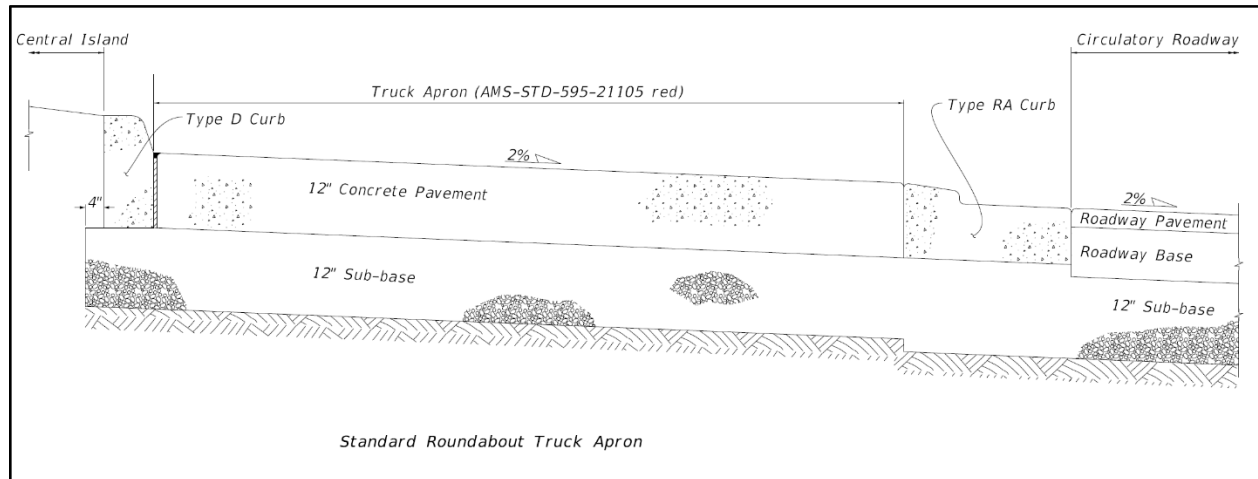 Central Island
Circulatory Roadway
Truck Apron (AMS-STD-595-21105 red)
Type RA Curb
Type D Curb
2%
12" Concrete Pavement
4"
2%
Roadway Pavement
Roadway Base
12" Sub-base
12" Sub-base
Standard Roundabout Truck Apron